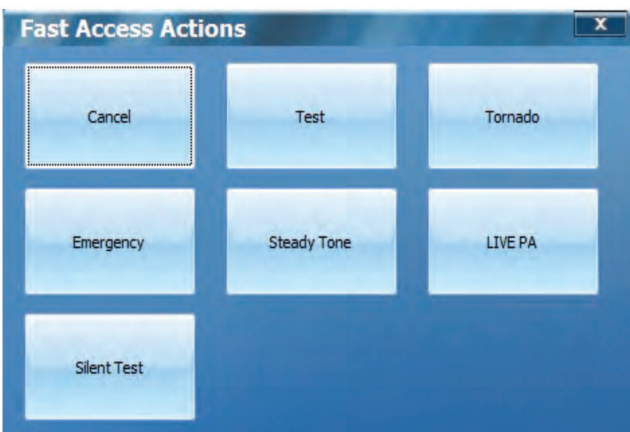 Fast Access Actions
X
Cancel
Test
Tornado
Emergency
Steady Tone
LIVE PA
Silent Test